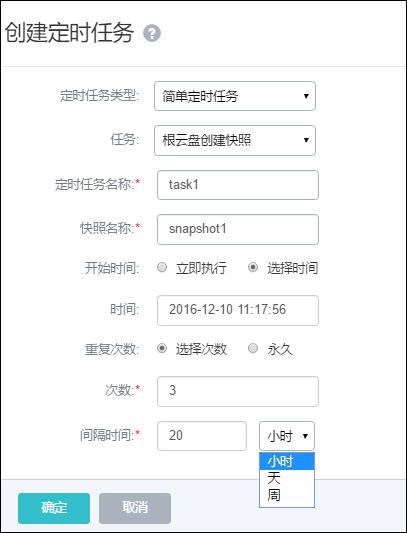 创建定时任务 ?
定时任务类型: 简单定时任务
任务: 根云盘创建快照
定时任务名称:* task1
快照名称:* snapshot1
开始时间: 立即执行 选择时间
时间: 2016-12-10 11:17:56
重复次数: 选择次数 永久
次数:* 3
间隔时间:* 20 小时
小时
天
周
确定 取消